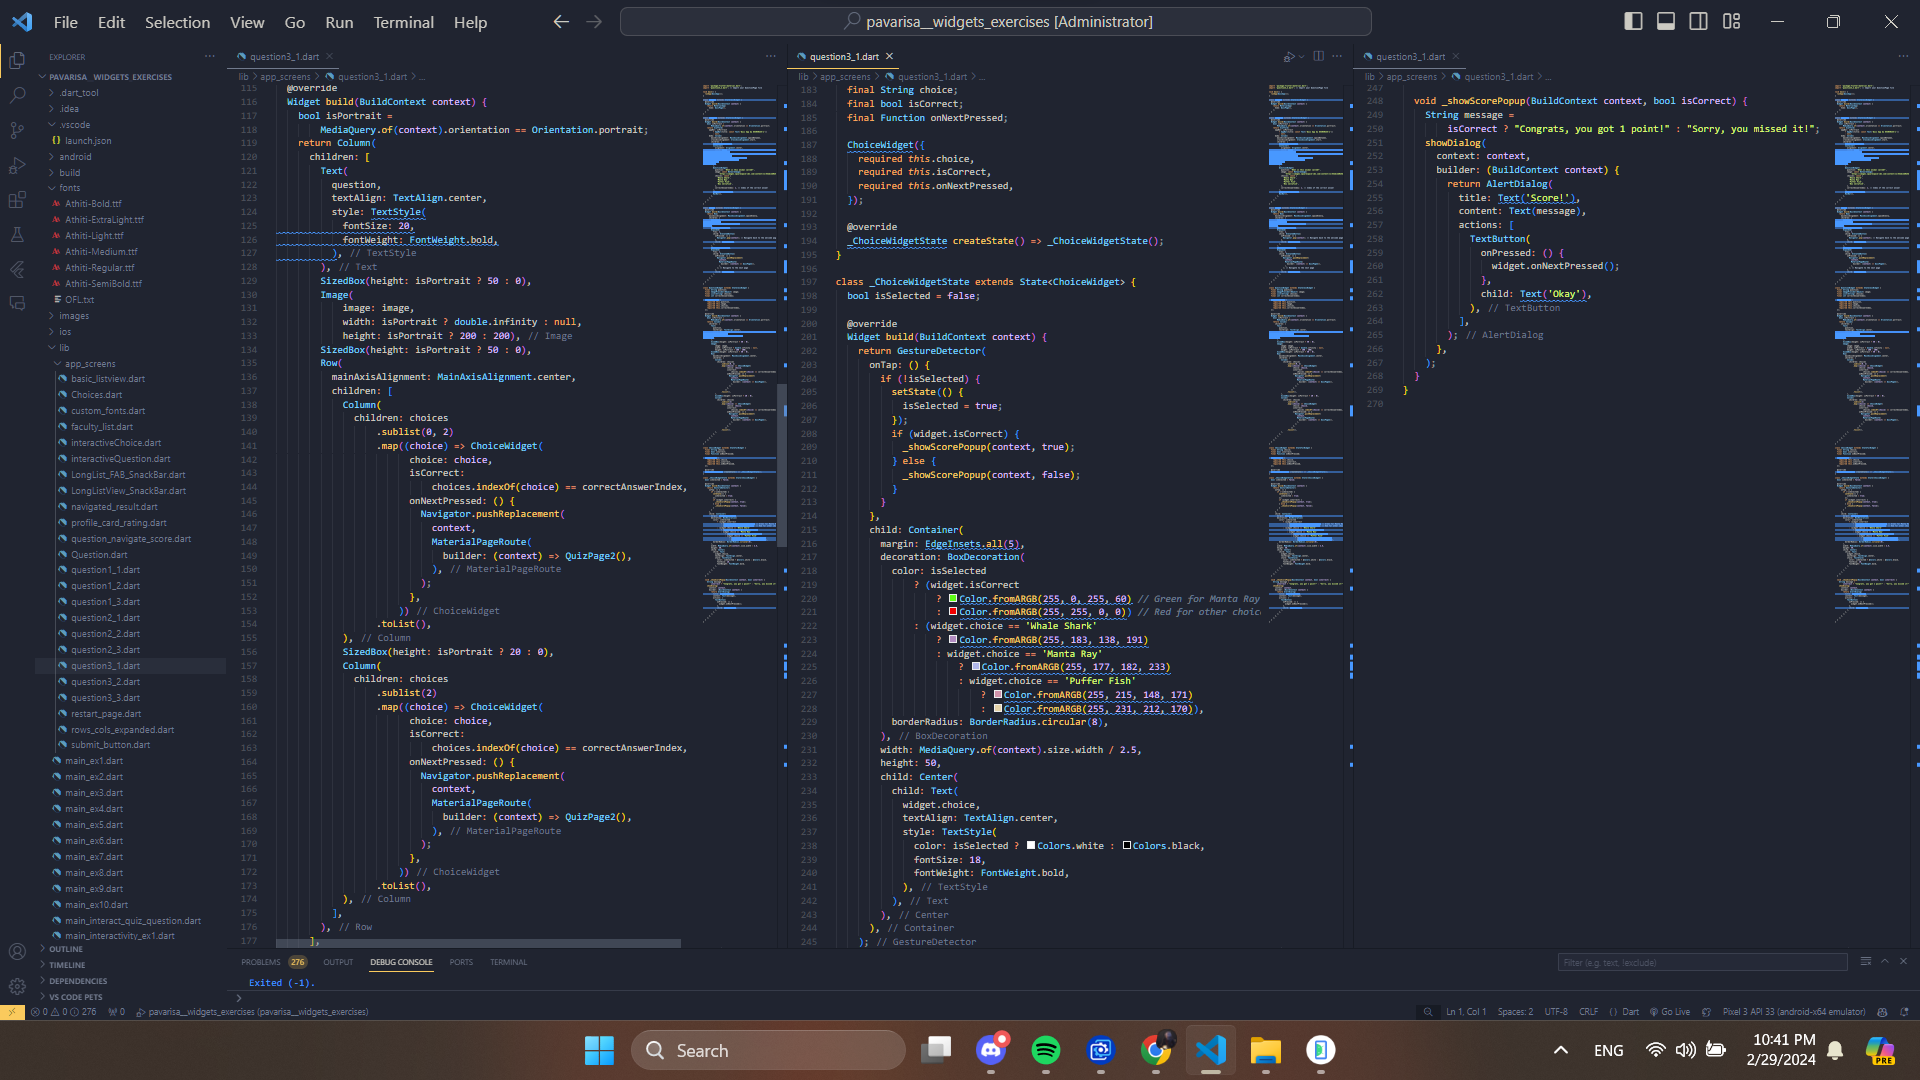 File Edit Selection View Go Run Terminal Help
pavarisa__widgets_exercises [Administrator]
EXPLORER
PAVARISA__WIDGETS_EXERCISES
.dart_tool
.idea
.vscode
launch.json
android
build
fonts
Athiti-Bold.ttf
Athiti-ExtraLight.ttf
Athiti-Light.ttf
Athiti-Medium.ttf
Athiti-Regular.ttf
Athiti-SemiBold.ttf
OFL.txt
images
ios
lib
app_screens
basic_listview.dart
Choices.dart
custom_fonts.dart
faculty_list.dart
interactiveChoice.dart
interactiveQuestion.dart
LongList_FAB_SnackBar.dart
LongListView_SnackBar.dart
navigated_result.dart
profile_card_rating.dart
question_navigate_score.dart
Question.dart
question1_1.dart
question1_2.dart
question1_3.dart
question2_1.dart
question2_2.dart
question2_3.dart
question3_1.dart
question3_2.dart
question3_3.dart
restart_page.dart
rows_cols_expanded.dart
submit_button.dart
main_ex1.dart
main_ex2.dart
main_ex3.dart
main_ex4.dart
main_ex5.dart
main_ex6.dart
main_ex7.dart
main_ex8.dart
main_ex9.dart
main_ex10.dart
main_interact_quiz_question.dart
main_interactivity_ex1.dart
OUTLINE
TIMELINE
DEPENDENCIES
VS CODE PETS
question3_1.dart
lib > app_screens > question3_1.dart > ...
115 @override
116 Widget build(BuildContext context) {
117 bool isPortrait =
118 MediaQuery.of(context).orientation == Orientation.portrait;
119 return Column(
120 children: [
121 Text(
122 question,
123 textAlign: TextAlign.center,
124 style: TextStyle(
125 fontSize: 20,
126 fontWeight: FontWeight.bold,
127 ), // TextStyle
128 ), // Text
129 SizedBox(height: isPortrait ? 50 : 0),
130 Image(
131 image: image,
132 width: isPortrait ? double.infinity : null,
133 height: isPortrait ? 200 : 200), // Image
134 SizedBox(height: isPortrait ? 50 : 0),
135 Row(
136 mainAxisAlignment: MainAxisAlignment.center,
137 children: [
138 Column(
139 children: choices
140 .sublist(0, 2)
141 .map((choice) => ChoiceWidget(
142 choice: choice,
143 isCorrect:
144 choices.indexOf(choice) == correctAnswerIndex,
145 onNextPressed: () {
146 Navigator.pushReplacement(
147 context,
148 MaterialPageRoute(
149 builder: (context) => QuizPage2(),
150 ), // MaterialPageRoute
151 );
152 },
153 )) // ChoiceWidget
154 .toList(),
155 ), // Column
156 SizedBox(height: isPortrait ? 20 : 0),
157 Column(
158 children: choices
159 .sublist(2)
160 .map((choice) => ChoiceWidget(
161 choice: choice,
162 isCorrect:
163 choices.indexOf(choice) == correctAnswerIndex,
164 onNextPressed: () {
165 Navigator.pushReplacement(
166 context,
167 MaterialPageRoute(
168 builder: (context) => QuizPage2(),
169 ), // MaterialPageRoute
170 );
171 },
172 )) // ChoiceWidget
173 .toList(),
174 ), // Column
175 ],
176 ), // Row
177 ],
question3_1.dart
lib > app_screens > question3_1.dart > ...
183 final String choice;
184 final bool isCorrect;
185 final Function onNextPressed;
186
187 ChoiceWidget({
188 required this.choice,
189 required this.isCorrect,
190 required this.onNextPressed,
191 });
192
193 @override
194 _ChoiceWidgetState createState() => _ChoiceWidgetState();
195 }
196
197 class _ChoiceWidgetState extends State<ChoiceWidget> {
198 bool isSelected = false;
199
200 @override
201 Widget build(BuildContext context) {
202 return GestureDetector(
203 onTap: () {
204 if (!isSelected) {
205 setState(() {
206 isSelected = true;
207 });
208 if (widget.isCorrect) {
209 _showScorePopup(context, true);
210 } else {
211 _showScorePopup(context, false);
212 }
213 }
214 },
215 child: Container(
216 margin: EdgeInsets.all(5),
217 decoration: BoxDecoration(
218 color: isSelected
219 ? (widget.isCorrect
220 ? Color.fromARGB(255, 0, 255, 60) // Green for Manta Ray
221 : Color.fromARGB(255, 255, 0, 0)) // Red for other choic
222 : (widget.choice == 'Whale Shark'
223 ? Color.fromARGB(255, 183, 138, 191)
224 : widget.choice == 'Manta Ray'
225 ? Color.fromARGB(255, 177, 182, 233)
226 : widget.choice == 'Puffer Fish'
227 ? Color.fromARGB(255, 215, 148, 171)
228 : Color.fromARGB(255, 231, 212, 170)),
229 borderRadius: BorderRadius.circular(8),
230 ), // BoxDecoration
231 width: MediaQuery.of(context).size.width / 2.5,
232 height: 50,
233 child: Center(
234 child: Text(
235 widget.choice,
236 textAlign: TextAlign.center,
237 style: TextStyle(
238 color: isSelected ? Colors.white : Colors.black,
239 fontSize: 18,
240 fontWeight: FontWeight.bold,
241 ), // TextStyle
242 ), // Text
243 ), // Center
244 ), // Container
245 ); // GestureDetector
question3_1.dart
lib > app_screens > question3_1.dart > ...
247
248 void _showScorePopup(BuildContext context, bool isCorrect) {
249 String message =
250 isCorrect ? "Congrats, you got 1 point!" : "Sorry, you missed it!";
251 showDialog(
252 context: context,
253 builder: (BuildContext context) {
254 return AlertDialog(
255 title: Text('Score!'),
256 content: Text(message),
257 actions: [
258 TextButton(
259 onPressed: () {
260 widget.onNextPressed();
261 },
262 child: Text('Okay'),
263 ), // TextButton
264 ],
265 ); // AlertDialog
266 },
267 );
268 }
269 }
270
PROBLEMS 276 OUTPUT DEBUG CONSOLE PORTS TERMINAL
Filter (e.g. text, !exclude)
Exited (-1).
0 0 276 0 pavarisa__widgets_exercises (pavarisa__widgets_exercises)
Ln 1, Col 1 Spaces: 2 UTF-8 CRLF {} Dart Go Live Pixel 3 API 33 (android-x64 emulator)
Search
ENG
10:41 PM
2/29/2024
PRE